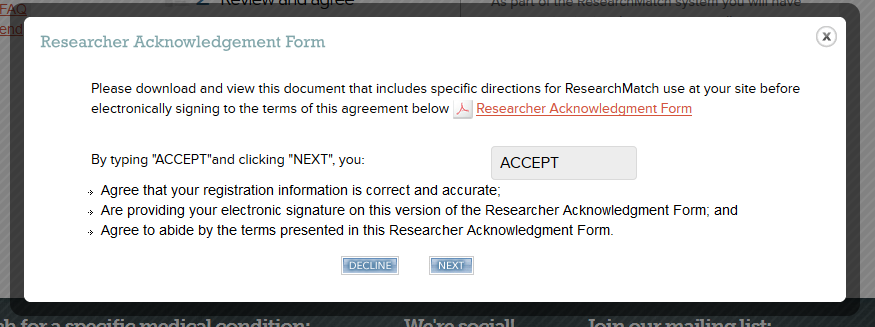 FAQ
2 Review and agree
As part of the ResearchMatch system you will have
end
Researcher Acknowledgement Form
Please download and view this document that includes specific directions for ResearchMatch use at your site before
electronically signing to the terms of this agreement below Researcher Acknowledgment Form
By typing "ACCEPT"and clicking "NEXT", you:
ACCEPT
Agree that your registration information is correct and accurate;
Are providing your electronic signature on this version of the Researcher Acknowledgment Form; and
Agree to abide by the terms presented in this Researcher Acknowledgment Form.
DECLINE NEXT
for a specific medical condition: We're social! Join our mailing list: